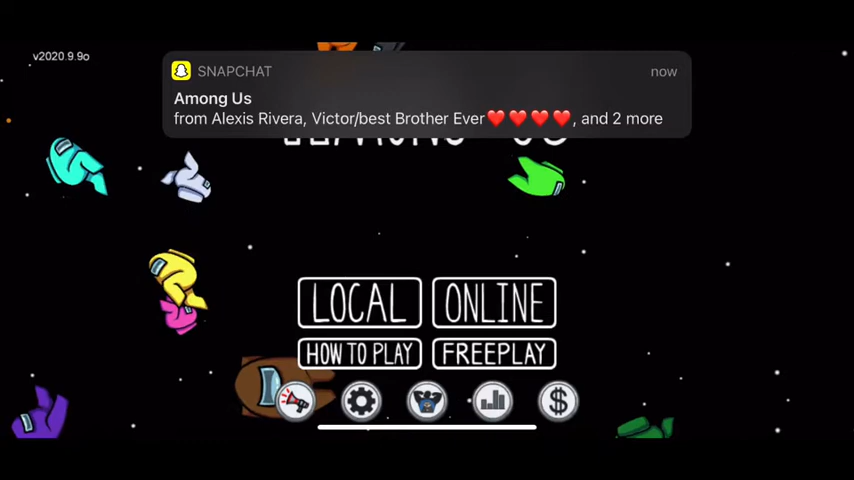 v2020.9.9o
SNAPCHAT
now
Among Us
from Alexis Rivera, Victor/best Brother Ever❤️❤️❤️❤️, and 2 more
LOCAL
ONLINE
HOW TO PLAY
FREEPLAY
$